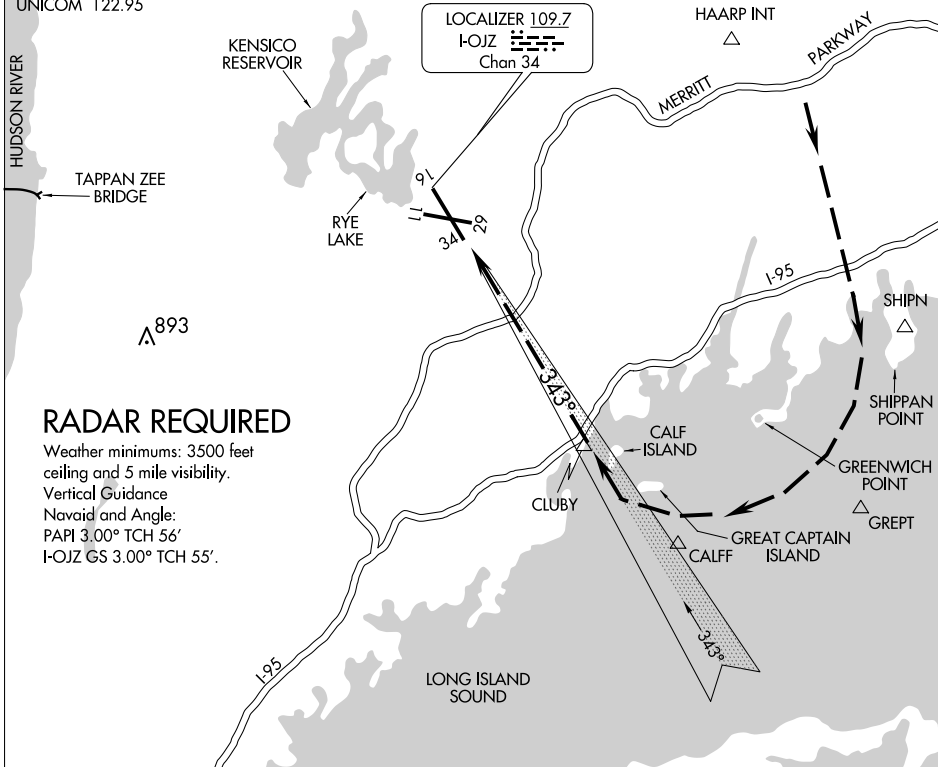 UNICOM 122.95
LOCALIZER 109.7
I-OJZ
Chan 34
HAARP INT
PARKWAY
MERRITT
KENSICO
RESERVOIR
HUDSON RIVER
TAPPAN ZEE
BRIDGE
RYE
LAKE
16
11
29
34
I-95
SHIPN
893
343°
SHIPPAN
POINT
RADAR REQUIRED
Weather minimums: 3500 feet
ceiling and 5 mile visibility.
Vertical Guidance
Navaid and Angle:
PAPI 3.00° TCH 56'
I-OJZ GS 3.00° TCH 55'.
CALF
ISLAND
GREENWICH
POINT
CLUBY
GREPT
GREAT CAPTAIN
ISLAND
CALFF
343°
I-95
LONG ISLAND
SOUND